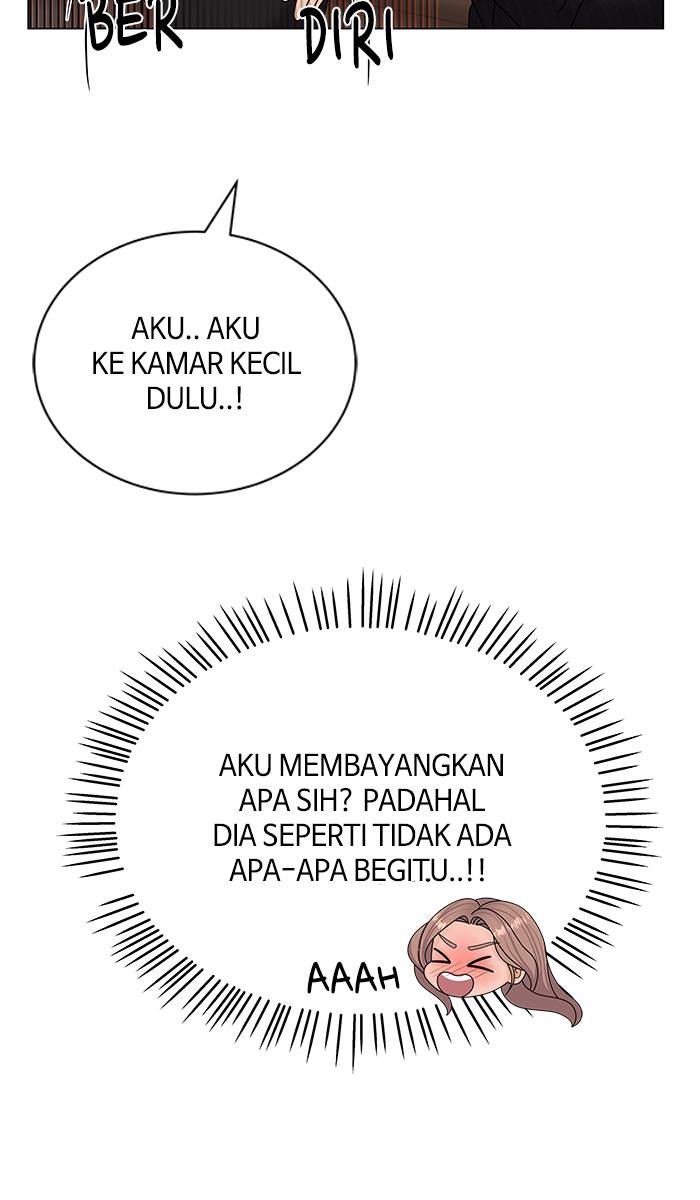 BER DIRI
AKU.. AKU
KE KAMAR KECIL
DULU..!
AKU MEMBAYANGKAN
APA SIH? PADAHAL
DIA SEPERTI TIDAK ADA
APA-APA BEGITU..!!
AAAH